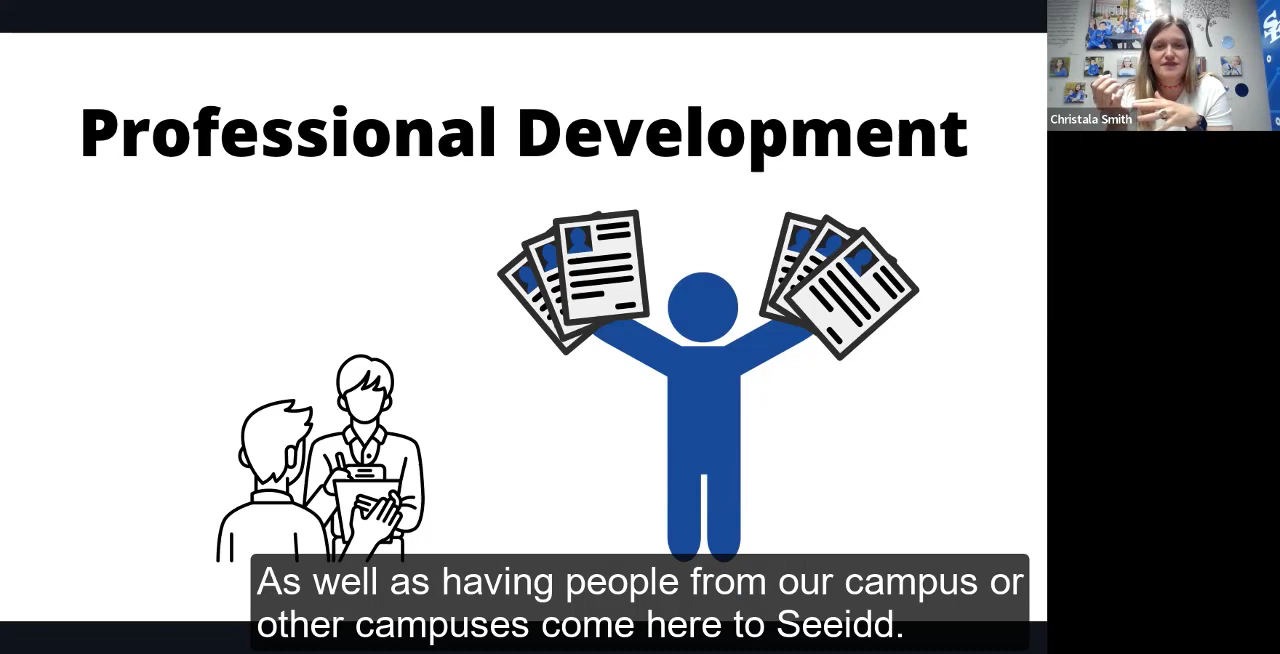 Professional Development
Christala Smith
As well as having people from our campus or
other campuses come here to Seeidd.